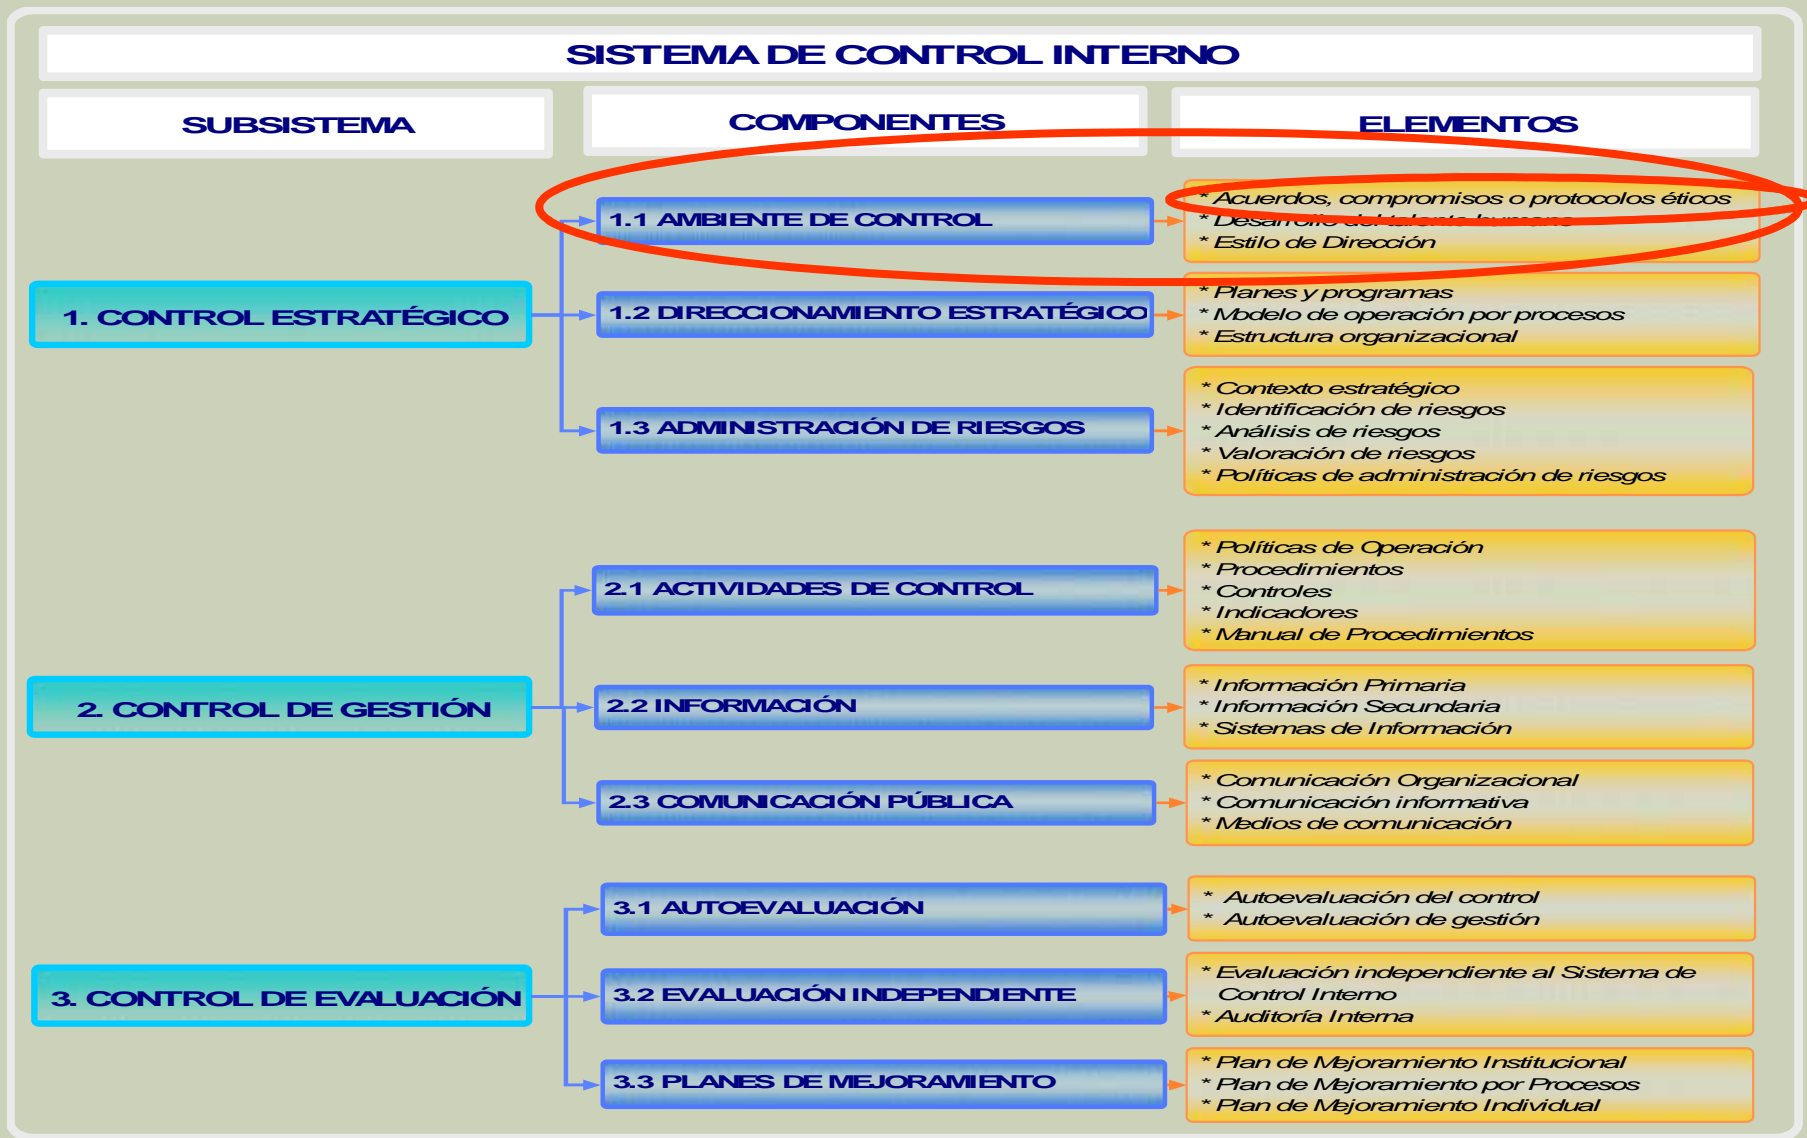 SISTEMA DE CONTROL INTERNO
SUBSISTEMA
COMPONENTES
ELEMENTOS
1. CONTROL ESTRATÉGICO
1.1 AMBIENTE DE CONTROL
* Acuerdos, compromisos o protocolos éticos
* Desarrollo del talento humano
* Estilo de Dirección
1.2 DIRECCIONAMIENTO ESTRATÉGICO
* Planes y programas
* Modelo de operación por procesos
* Estructura organizacional
1.3 ADMINISTRACIÓN DE RIESGOS
* Contexto estratégico
* Identificación de riesgos
* Análisis de riesgos
* Valoración de riesgos
* Políticas de administración de riesgos
2. CONTROL DE GESTIÓN
2.1 ACTIVIDADES DE CONTROL
* Políticas de Operación
* Procedimientos
* Controles
* Indicadores
* Manual de Procedimientos
2.2 INFORMACIÓN
* Información Primaria
* Información Secundaria
* Sistemas de Información
2.3 COMUNICACIÓN PÚBLICA
* Comunicación Organizacional
* Comunicación informativa
* Medios de comunicación
3. CONTROL DE EVALUACIÓN
3.1 AUTOEVALUACIÓN
* Autoevaluación del control
* Autoevaluación de gestión
3.2 EVALUACIÓN INDEPENDIENTE
* Evaluación independiente al Sistema de
Control Interno
* Auditoría Interna
3.3 PLANES DE MEJORAMIENTO
* Plan de Mejoramiento Institucional
* Plan de Mejoramiento por Procesos
* Plan de Mejoramiento Individual